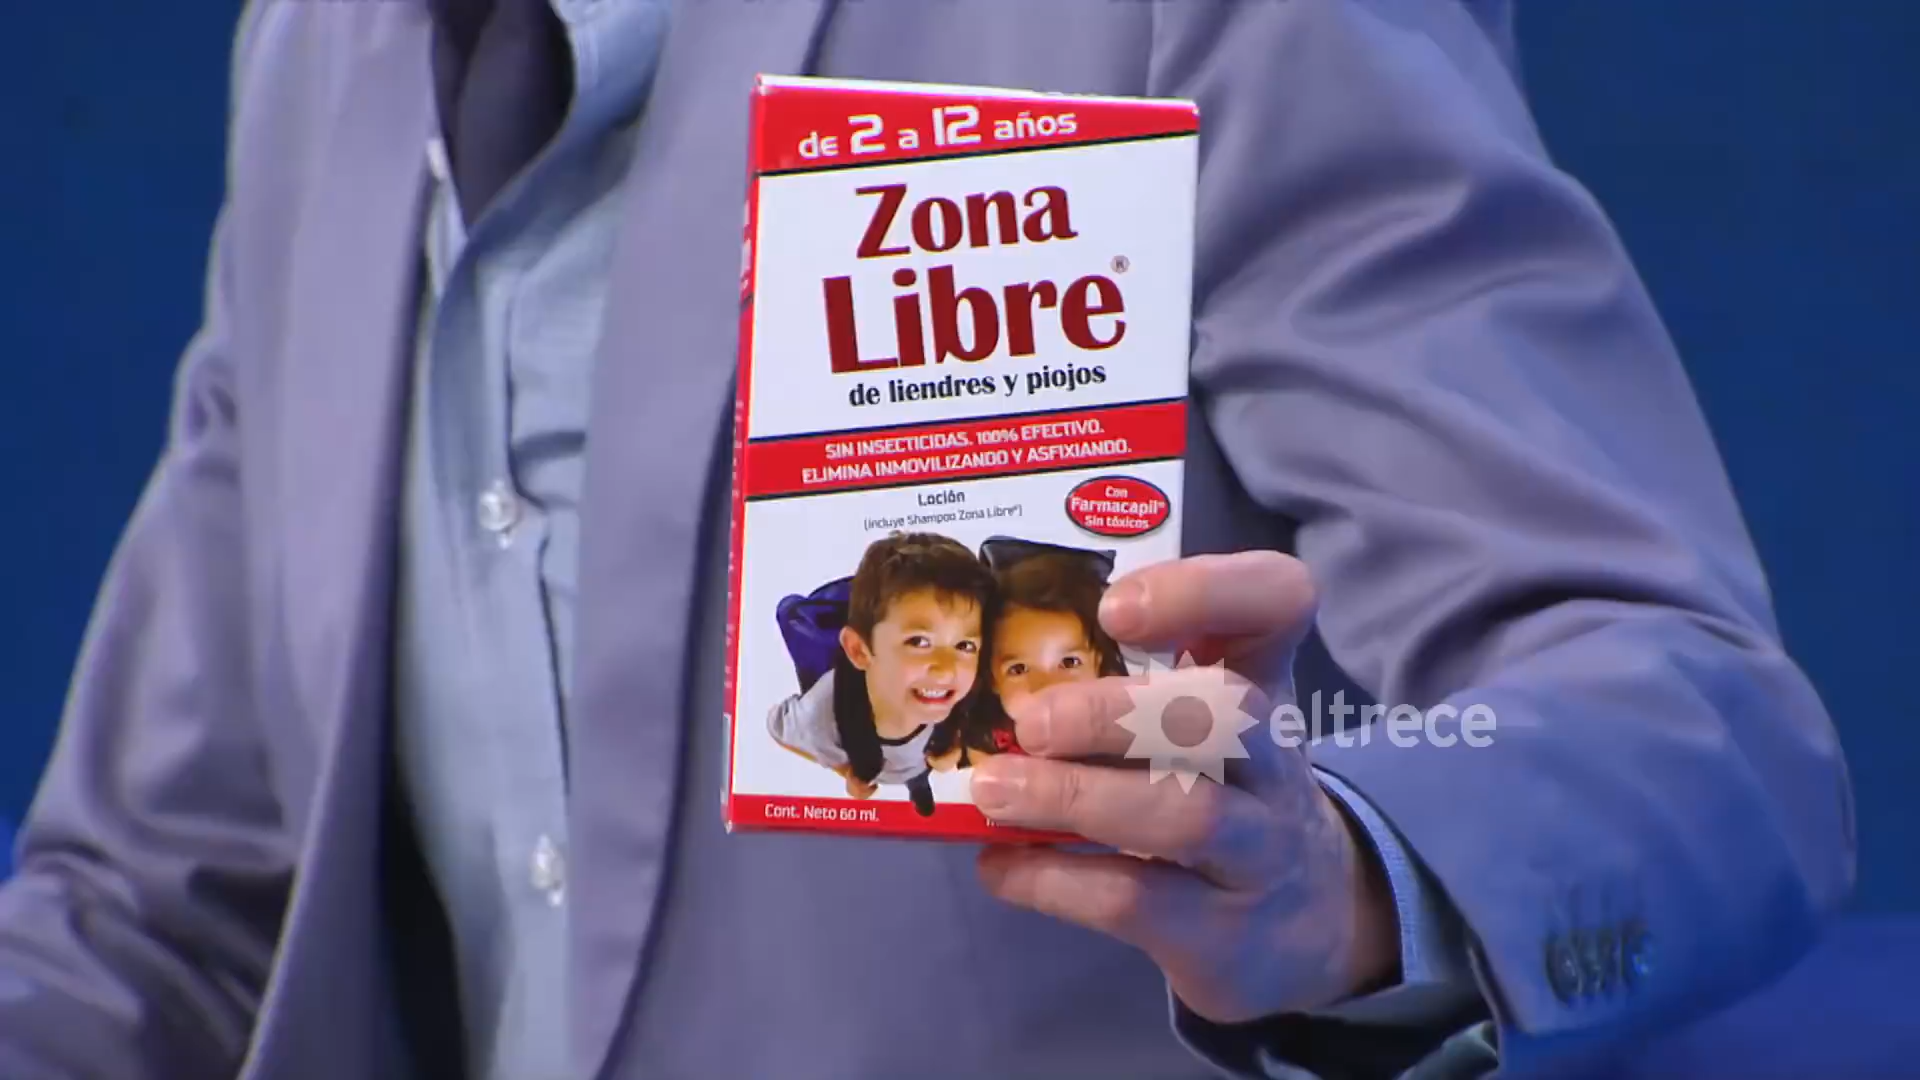 de 2 a 12 años
Zona
Libre®
de liendres y piojos
SIN INSECTICIDAS. 100% EFECTIVO.
ELIMINA INMOVILIZANDO Y ASFIXIANDO.
Loción
(incluye Shampoo Zona Libre®)
Con
Farmacapil®
Sin tóxicos
eltrece
Cont. Neto 60 ml.